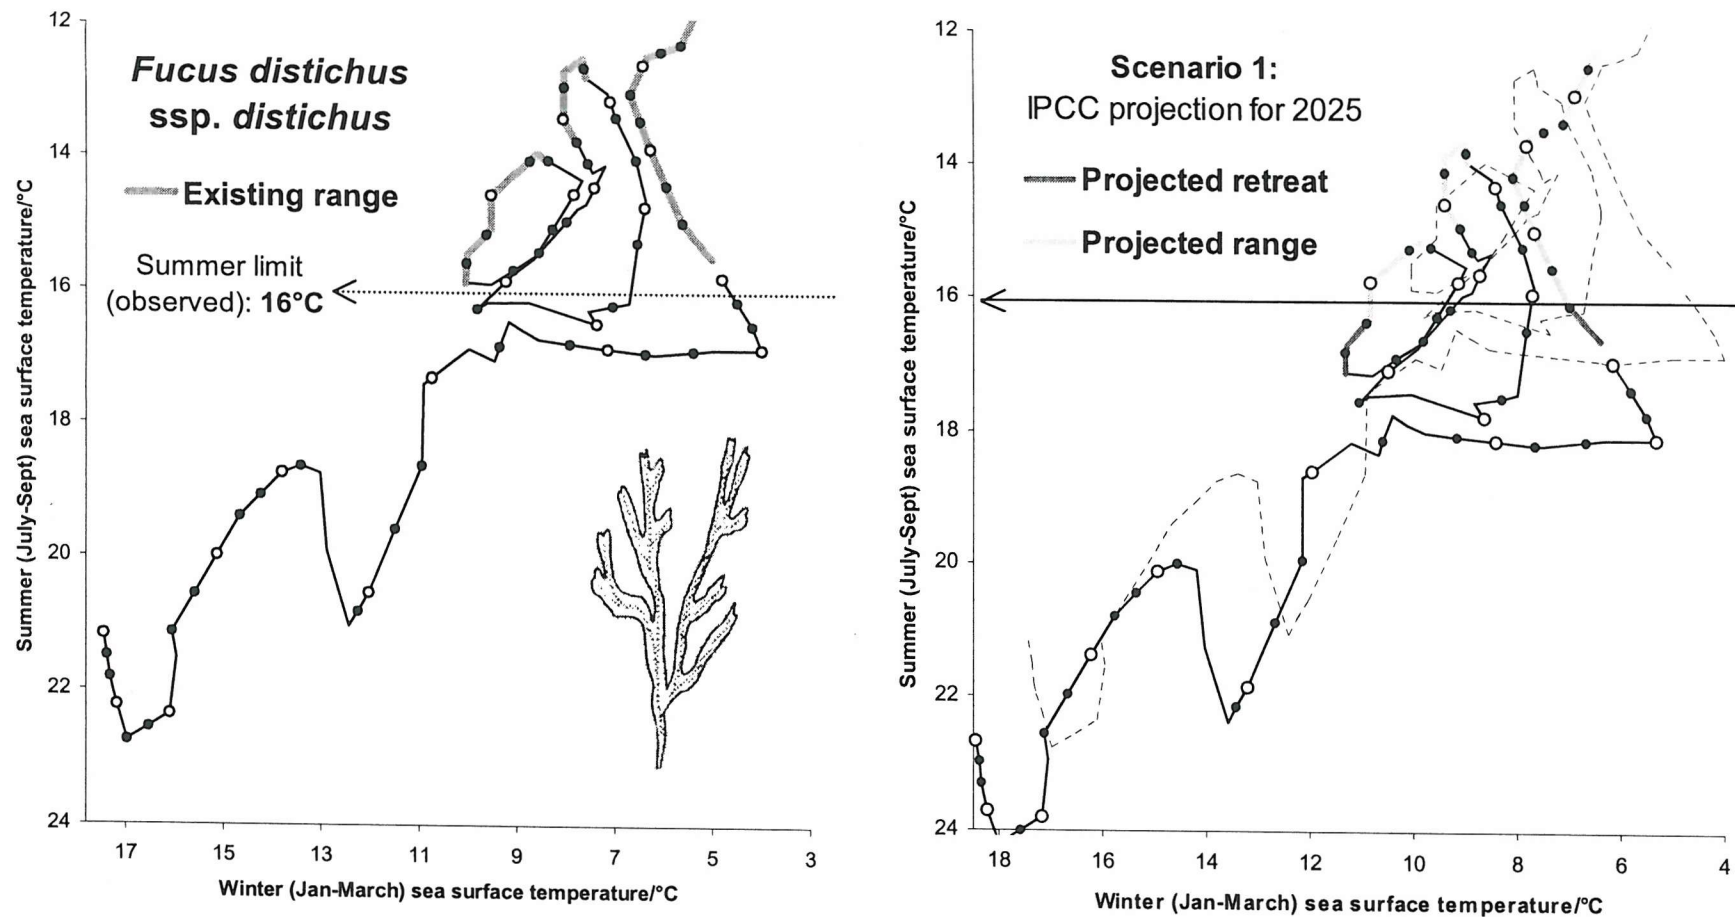 Fucus distichus
ssp. distichus
Existing range
Summer limit
(observed): 16°C
12
14
16
18
20
22
24
17
15
13
11
9
7
5
3
Summer (July-Sept) sea surface temperature/°C
Winter (Jan-March) sea surface temperature/°C
Scenario 1:
IPCC projection for 2025
Projected retreat
Projected range
12
14
16
18
20
22
24
18
16
14
12
10
8
6
4
Summer (July-Sept) sea surface temperature/°C
Winter (Jan-March) sea surface temperature/°C